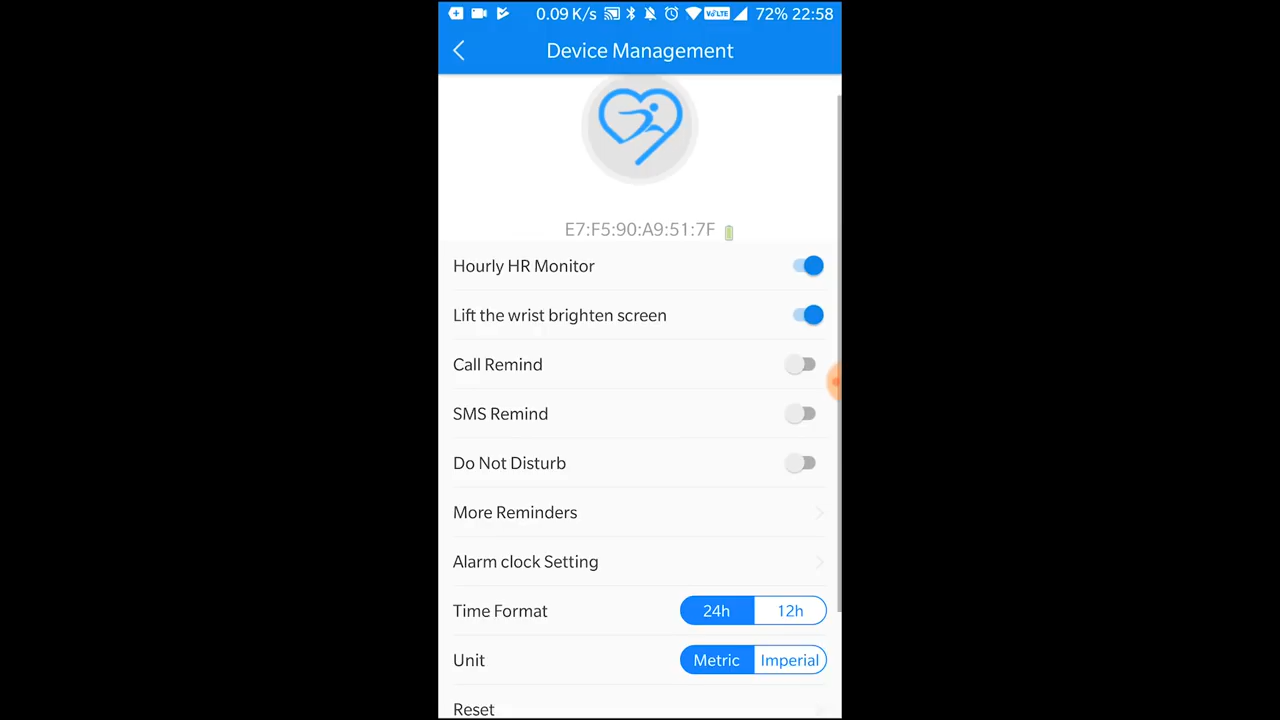 0.09 K/s VoLTE 72% 22:58
Device Management
E7:F5:90:A9:51:7F
Hourly HR Monitor
Lift the wrist brighten screen
Call Remind
SMS Remind
Do Not Disturb
More Reminders
Alarm clock Setting
Time Format 24h 12h
Unit Metric Imperial
Reset